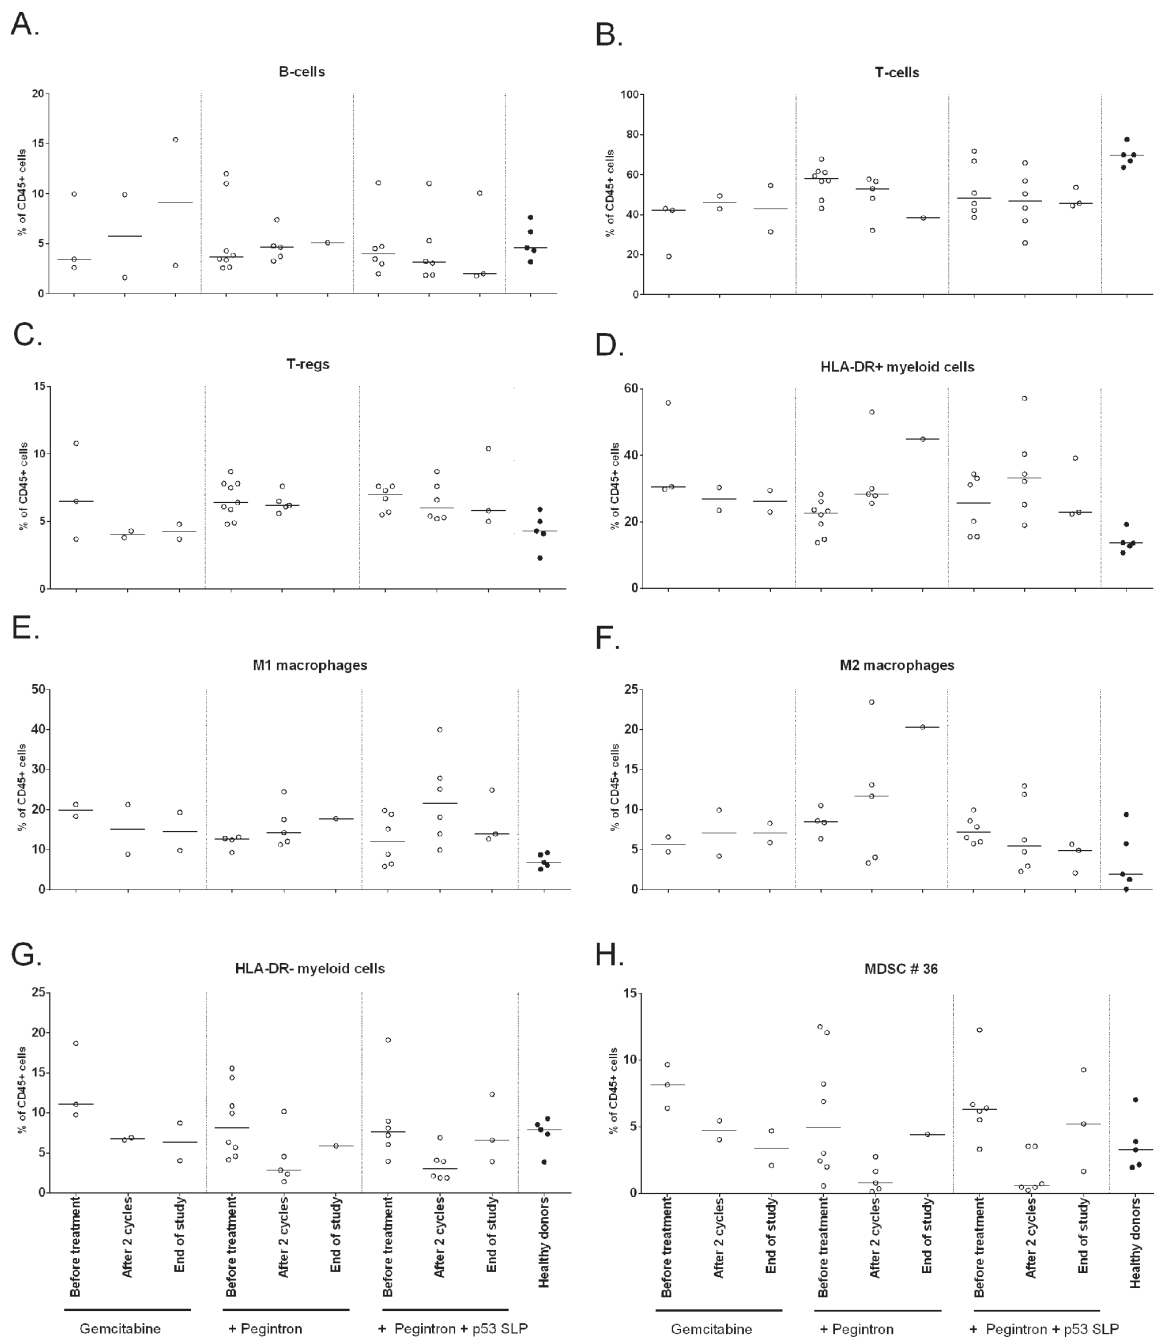 A.
B-cells
% of CD45+ cells
20
15
10
5
0
B.
T-cells
% of CD45+ cells
100
80
60
40
20
0
C.
T-regs
% of CD45+ cells
15
10
5
0
D.
HLA-DR+ myeloid cells
% of CD45+ cells
60
40
20
0
E.
M1 macrophages
% of CD45+ cells
50
40
30
20
10
0
F.
M2 macrophages
% of CD45+ cells
25
20
15
10
5
0
G.
HLA-DR- myeloid cells
% of CD45+ cells
25
20
15
10
5
0
Before treatment
After 2 cycles
End of study
Before treatment
After 2 cycles
End of study
Before treatment
After 2 cycles
End of study
Healthy donors
Gemcitabine
+ Pegintron
+ Pegintron + p53 SLP
H.
MDSC # 36
% of CD45+ cells
15
10
5
0
Before treatment
After 2 cycles
End of study
Before treatment
After 2 cycles
End of study
Before treatment
After 2 cycles
End of study
Healthy donors
Gemcitabine
+ Pegintron
+ Pegintron + p53 SLP